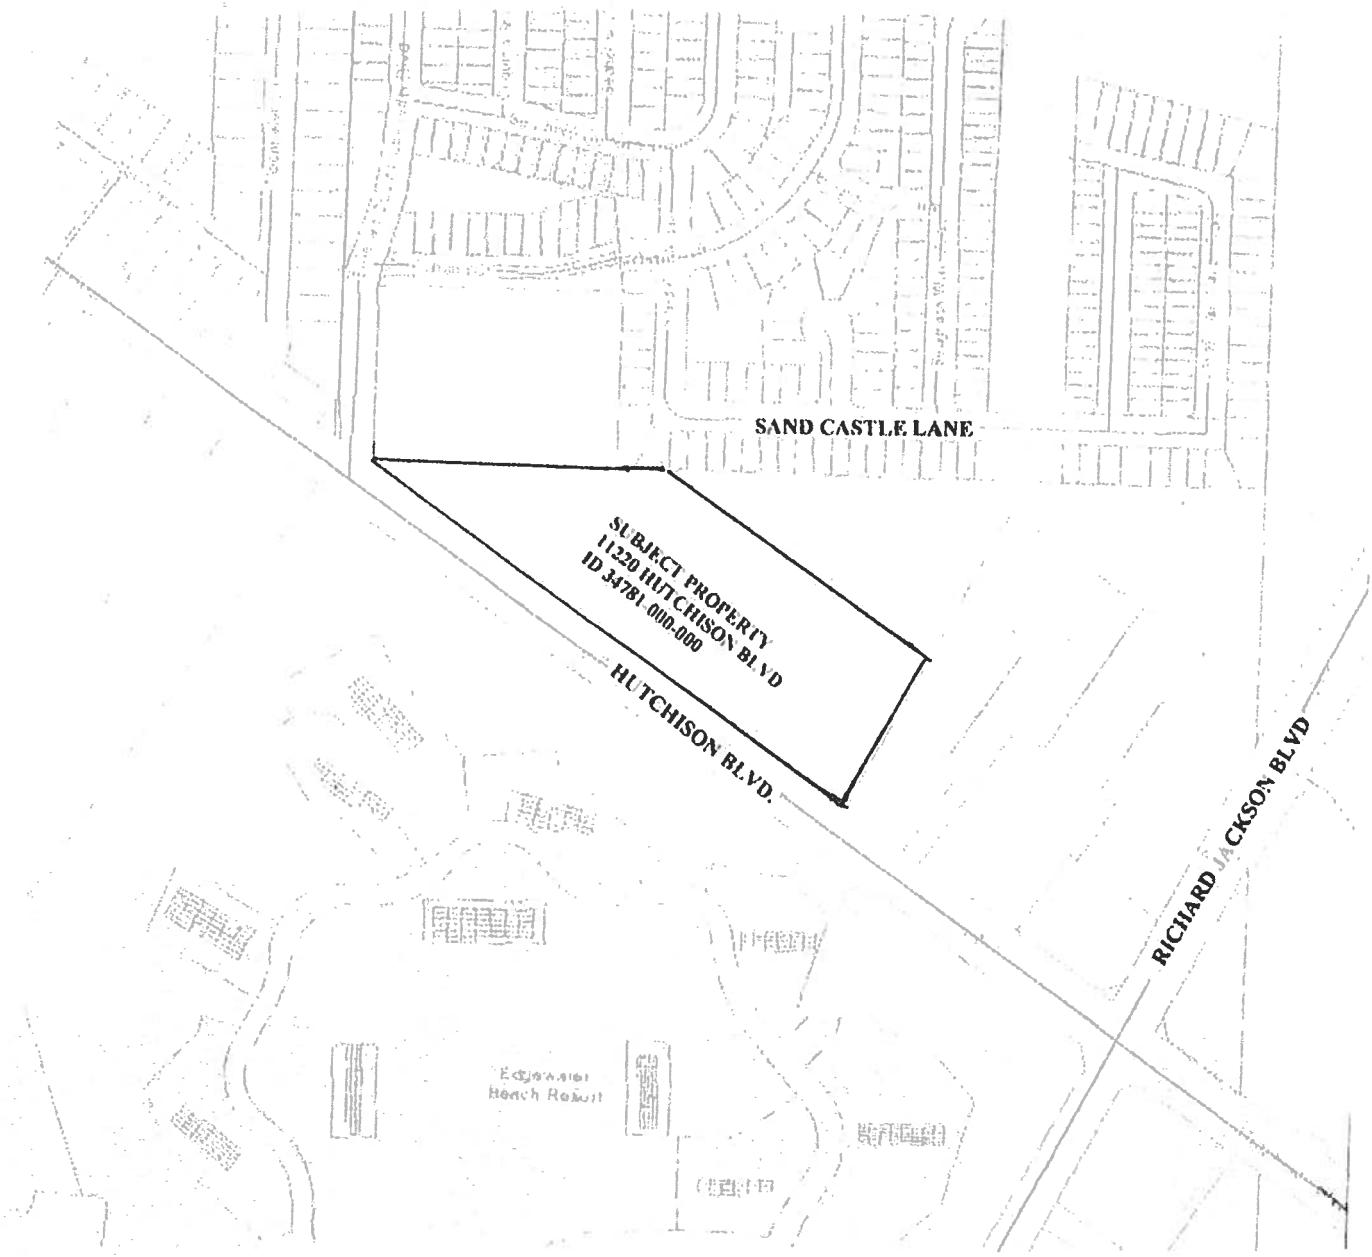 SAND CASTLE LANE
SUBJECT PROPERTY
11220 HUTCHISON BLVD
ID 34781-000-000
HUTCHISON BLVD.
RICHARD JACKSON BLVD
Edgewater
Beach Resort